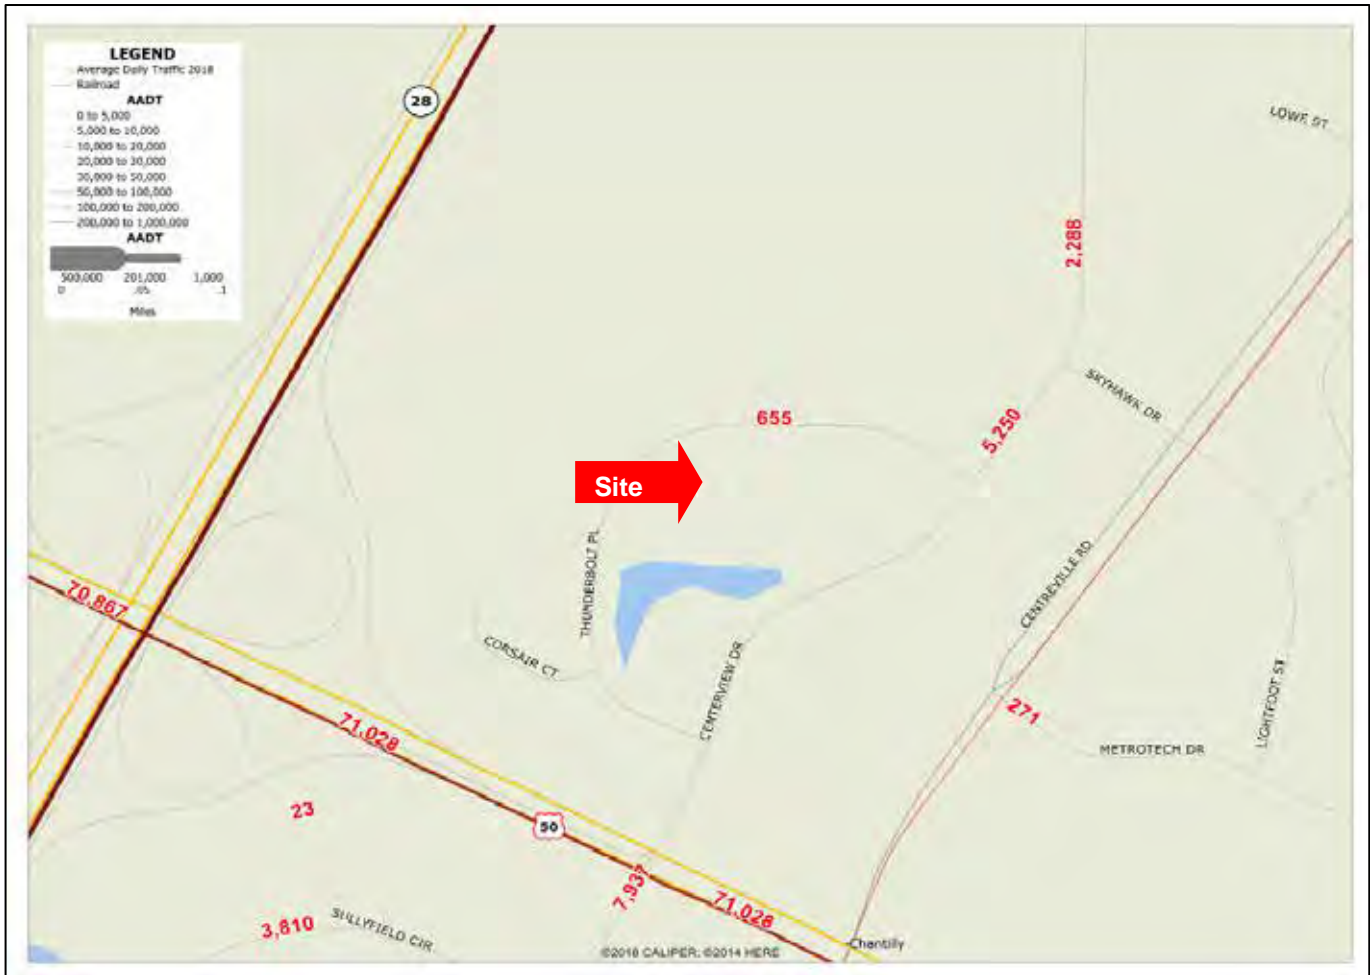 LEGEND
Average Daily Traffic 2018
Railroad
AADT
0 to 5,000
5,000 to 10,000
10,000 to 20,000
20,000 to 30,000
30,000 to 50,000
50,000 to 100,000
100,000 to 200,000
200,000 to 1,000,000
AADT
500,000 201,000 1,000
0 .05 .1
Miles
28
LOWE ST
2,288
SKYHAWK DR
655
5,250
Site
THUNDERBOLT PL
CENTREVILLE RD
70,867
CORSAIR CT
CENTERVIEW DR
LIGHTFOOT ST
271
71,028
METROTECH DR
23
50
7,937
71,028
3,810
SULLYFIELD CIR
Chantilly
©2018 CALIPER; ©2014 HERE